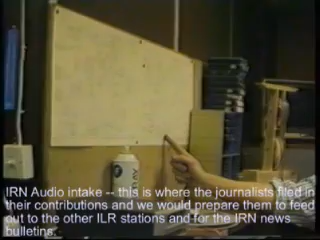 IRN Audio intake -- this is where the journalists filed in
their contributions and we would prepare them to feed
out to the other ILR stations and for the IRN news
bulletins.